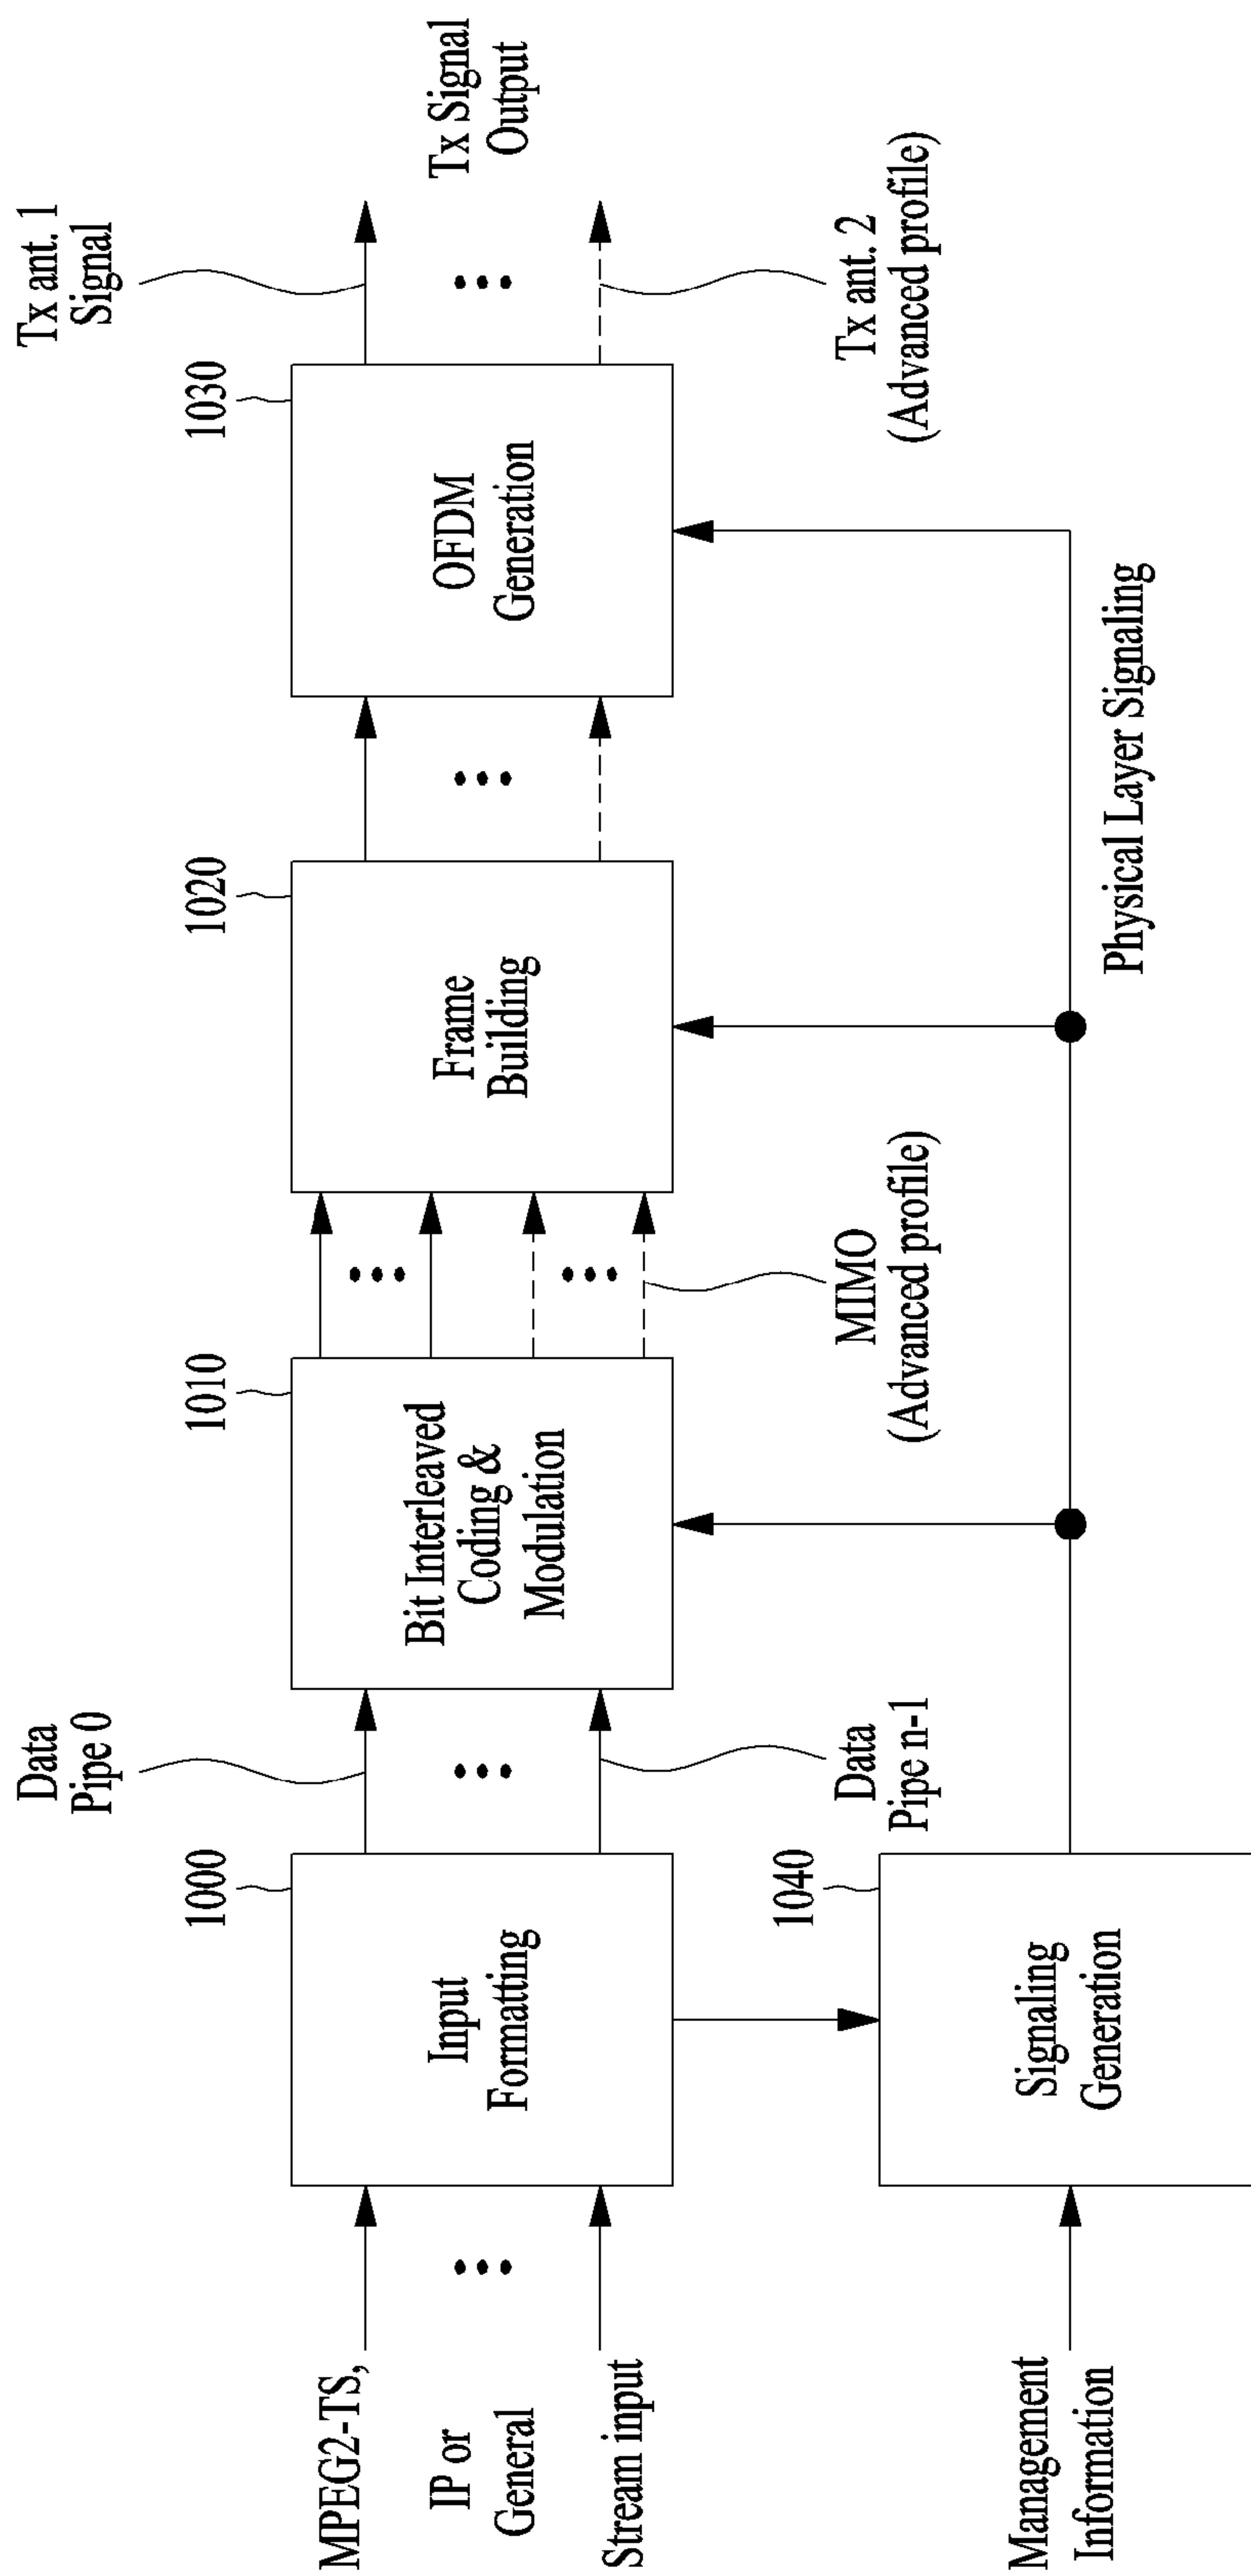 MPEG2-TS,
IP or
General
Stream input
Management
Information
1000
Input
Formatting
1040
Signaling
Generation
Data
Pipe 0
Data
Pipe n-1
1010
Bit Interleaved
Coding &
Modulation
MIMO
(Advanced profile)
1020
Frame
Building
Physical Layer Signaling
1030
OFDM
Generation
Tx ant. 1
Signal
Tx Signal
Output
Tx ant. 2
(Advanced profile)